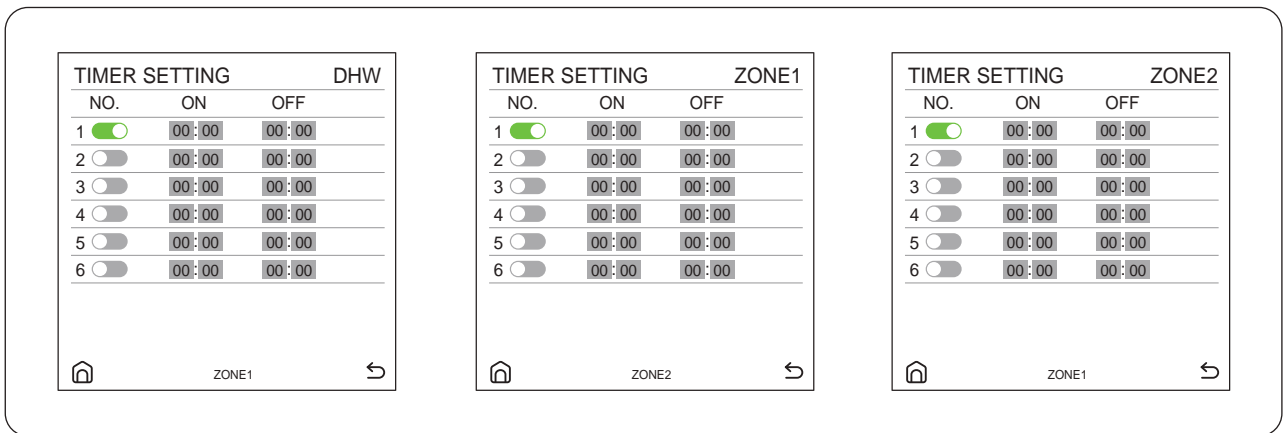 TIMER SETTING DHW
NO. ON OFF
1 00:00 00:00
2 00:00 00:00
3 00:00 00:00
4 00:00 00:00
5 00:00 00:00
6 00:00 00:00
ZONE1
TIMER SETTING ZONE1
NO. ON OFF
1 00:00 00:00
2 00:00 00:00
3 00:00 00:00
4 00:00 00:00
5 00:00 00:00
6 00:00 00:00
ZONE2
TIMER SETTING ZONE2
NO. ON OFF
1 00:00 00:00
2 00:00 00:00
3 00:00 00:00
4 00:00 00:00
5 00:00 00:00
6 00:00 00:00
ZONE1